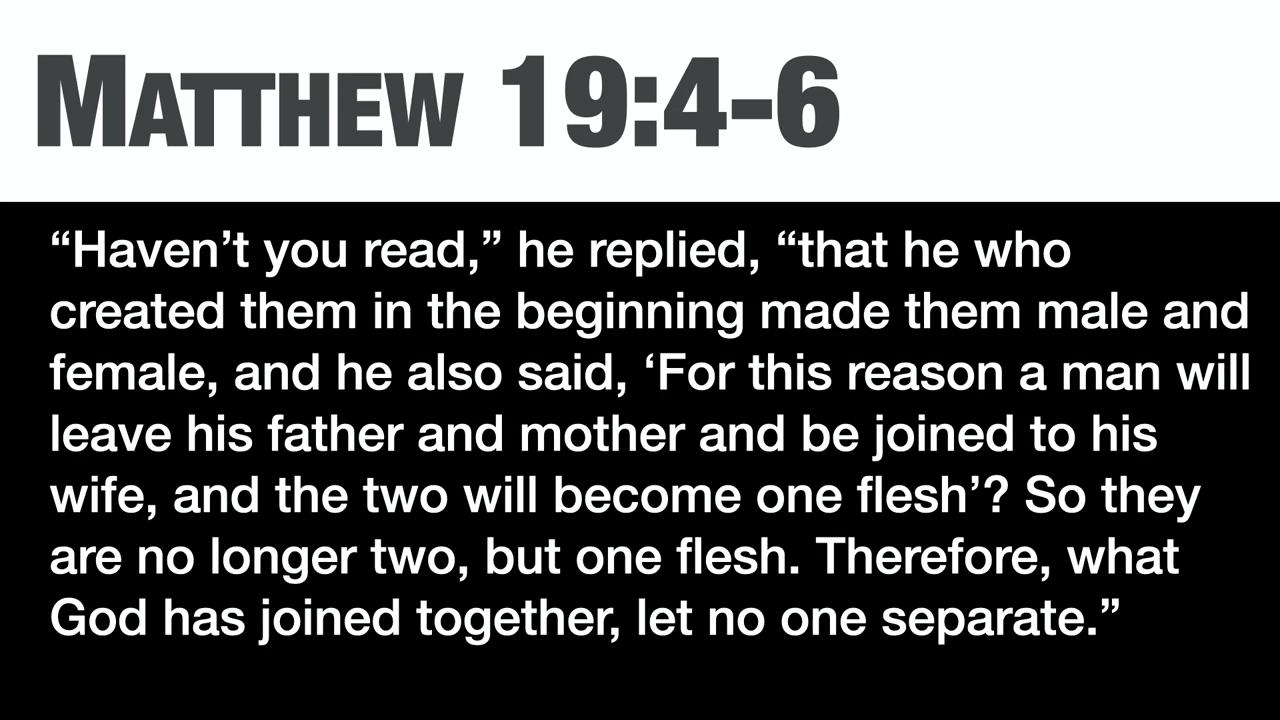 MATTHEW 19:4-6
“Haven’t you read,” he replied, “that he who
created them in the beginning made them male and
female, and he also said, ‘For this reason a man will
leave his father and mother and be joined to his
wife, and the two will become one flesh’? So they
are no longer two, but one flesh. Therefore, what
God has joined together, let no one separate.”